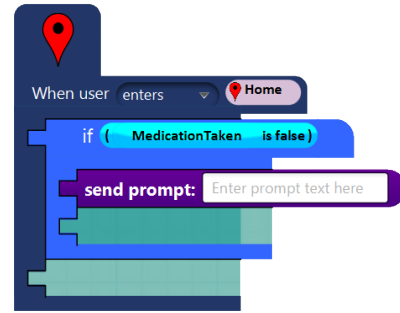 When user enters Home
if ( MedicationTaken is false )
send prompt: Enter prompt text here